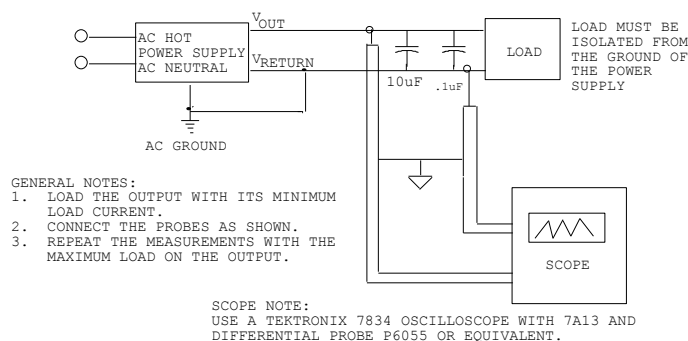 V OUT
AC HOT
POWER SUPPLY
AC NEUTRAL
V RETURN
LOAD
LOAD MUST BE
ISOLATED FROM
THE GROUND OF
THE POWER
SUPPLY
10uF
.1uF
AC GROUND
GENERAL NOTES:
1. LOAD THE OUTPUT WITH ITS MINIMUM
LOAD CURRENT.
2. CONNECT THE PROBES AS SHOWN.
3. REPEAT THE MEASUREMENTS WITH THE
MAXIMUM LOAD ON THE OUTPUT.
SCOPE
SCOPE NOTE:
USE A TEKTRONIX 7834 OSCILLOSCOPE WITH 7A13 AND
DIFFERENTIAL PROBE P6055 OR EQUIVALENT.